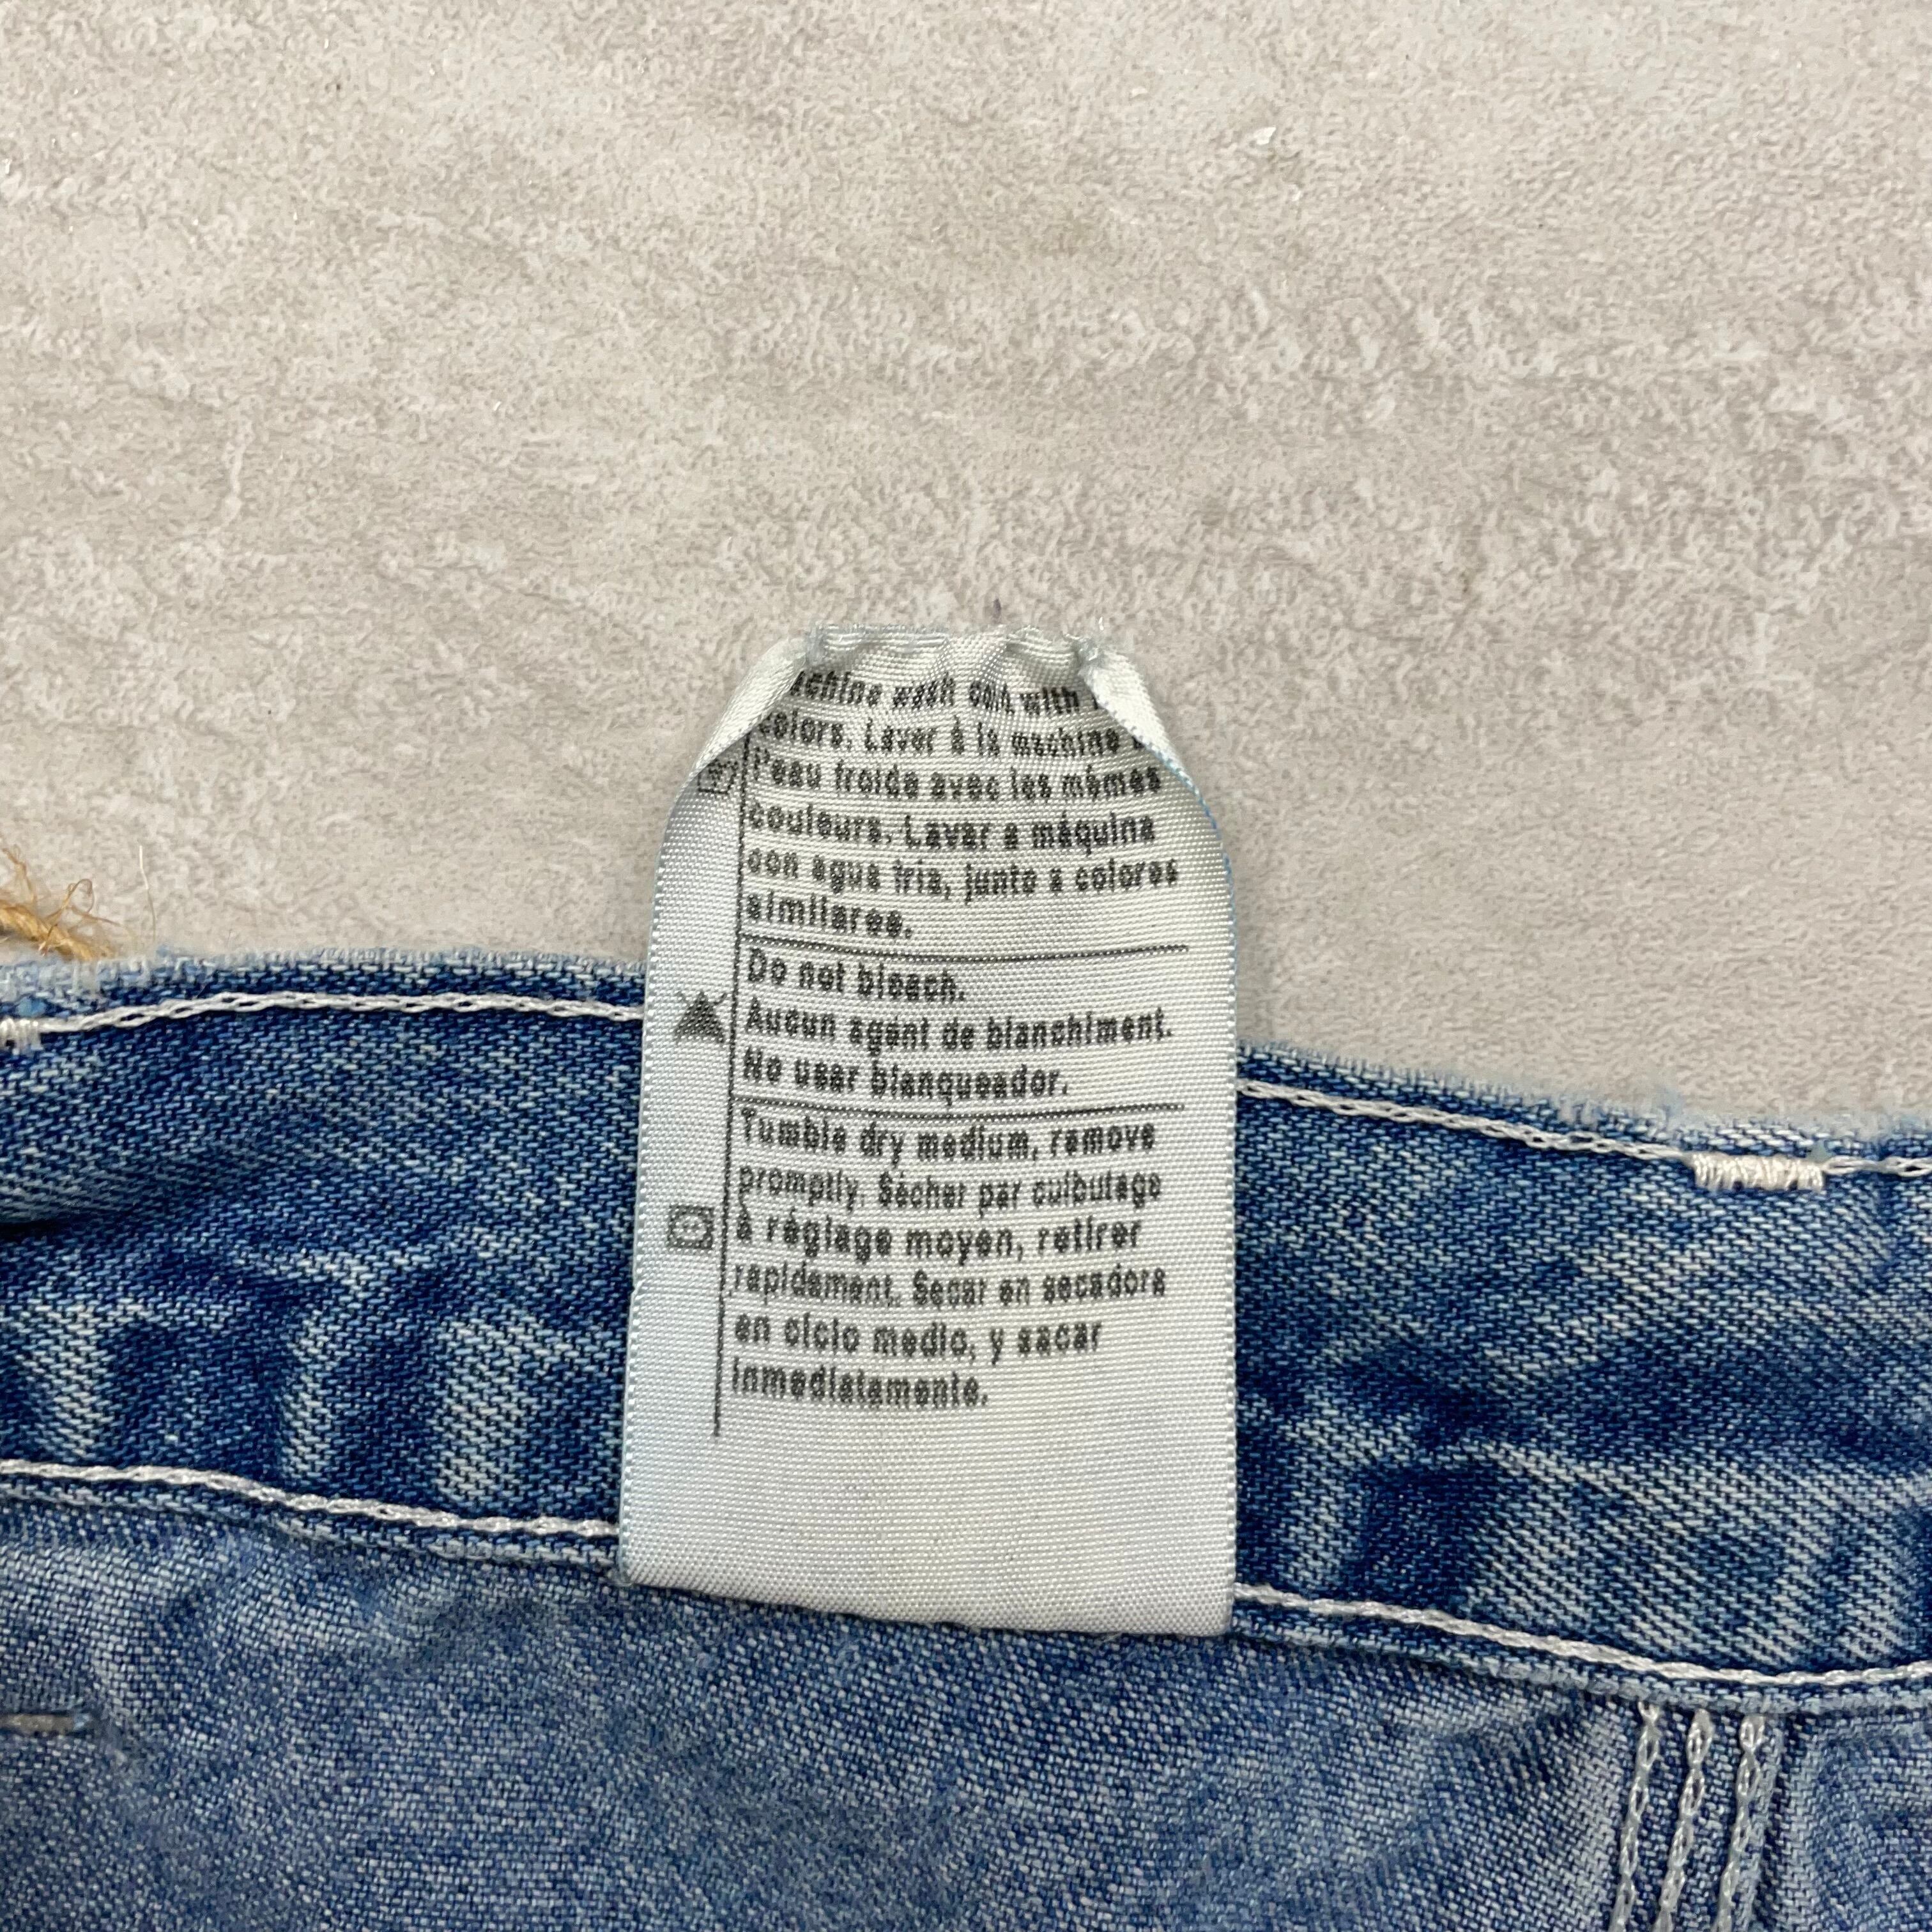 wash cold with
colors. Laver à la machine
l'eau froide avec les mêmes
couleurs. Lavar a máquina
con agua fria, junto a colores
similares.
Do not bleach.
Aucun agent de blanchiment.
No usar blanqueador.
Tumble dry medium, remove
promptly. Sécher par culbutage
à réglage moyen, retirer
rapidement. Secar en secadora
en ciclo medio, y sacar
inmediatamente.